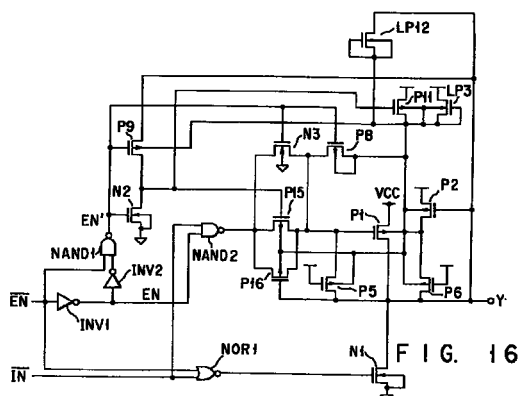 LP12
P11
LP3
P9
N3
P8
N2
P15
VCC
P1
P2
EN'
NAND1
INV2
NAND2
P16
P5
P6
EN
EN
Y
INV1
IN
NOR1
N1
FIG. 16